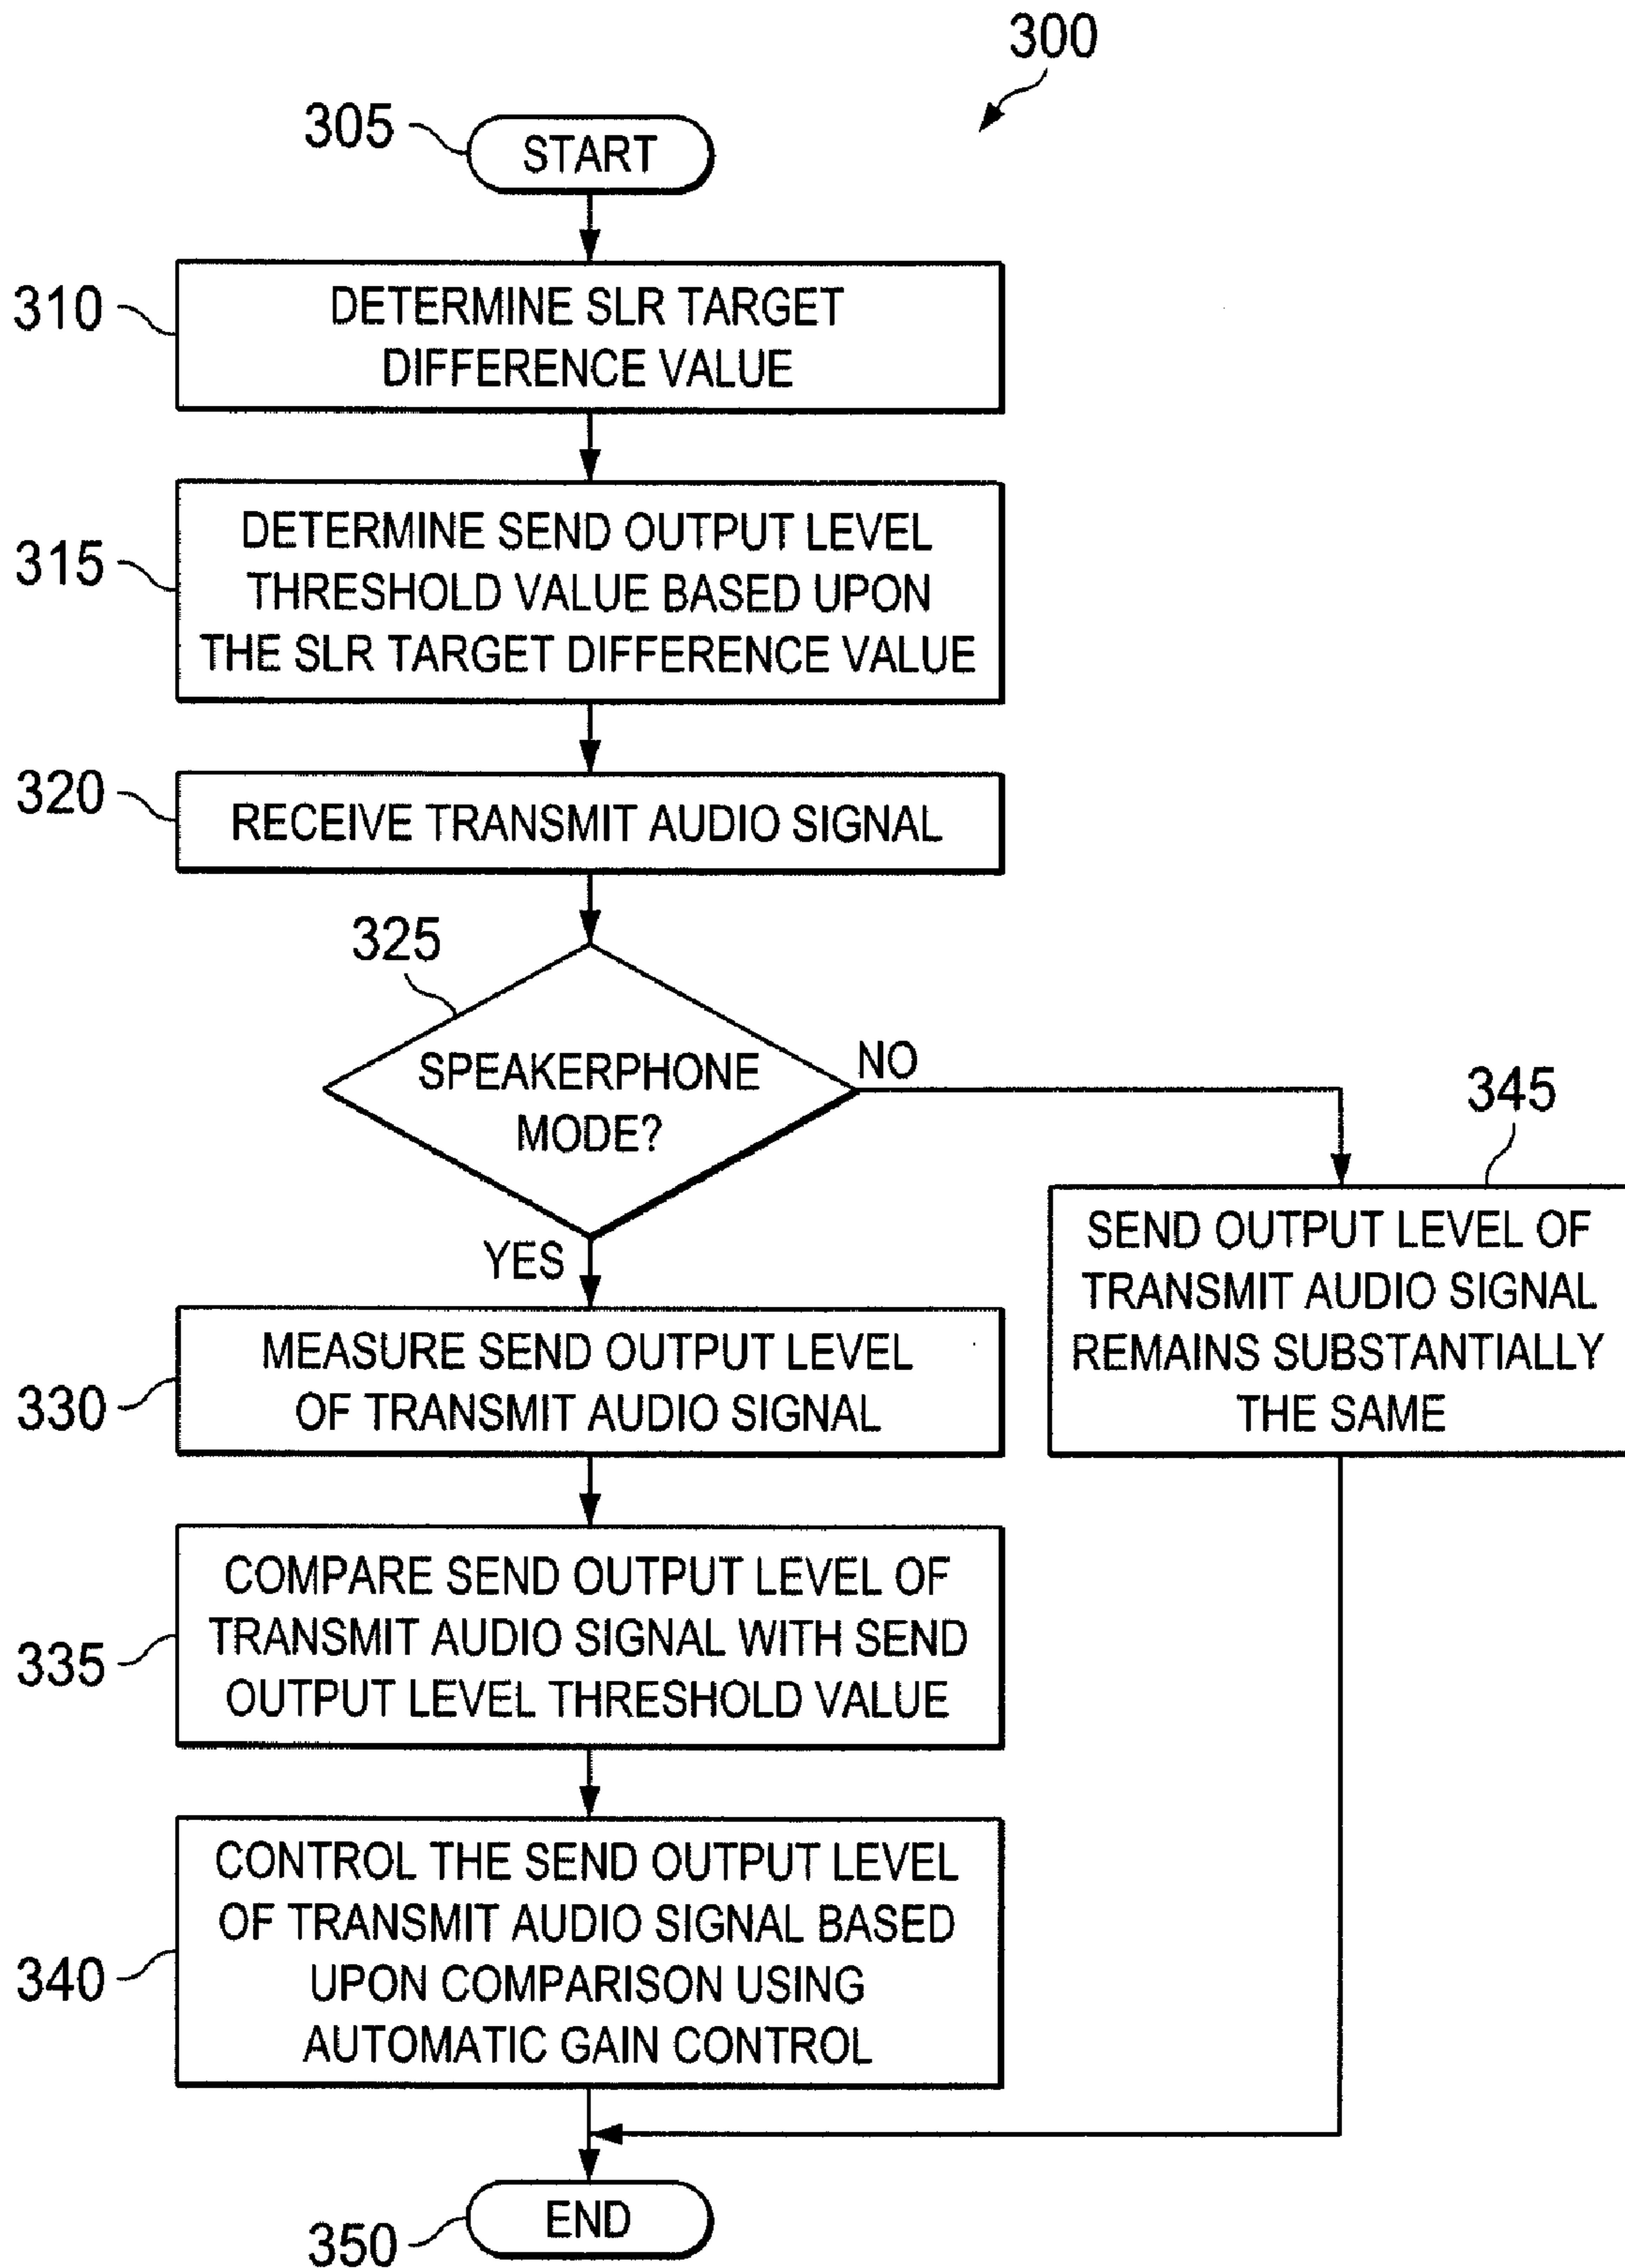 300
305
START
310
DETERMINE SLR TARGET
DIFFERENCE VALUE
315
DETERMINE SEND OUTPUT LEVEL
THRESHOLD VALUE BASED UPON
THE SLR TARGET DIFFERENCE VALUE
320
RECEIVE TRANSMIT AUDIO SIGNAL
325
SPEAKERPHONE
MODE?
NO
YES
345
SEND OUTPUT LEVEL OF
TRANSMIT AUDIO SIGNAL
REMAINS SUBSTANTIALLY
THE SAME
330
MEASURE SEND OUTPUT LEVEL
OF TRANSMIT AUDIO SIGNAL
335
COMPARE SEND OUTPUT LEVEL OF
TRANSMIT AUDIO SIGNAL WITH SEND
OUTPUT LEVEL THRESHOLD VALUE
340
CONTROL THE SEND OUTPUT LEVEL
OF TRANSMIT AUDIO SIGNAL BASED
UPON COMPARISON USING
AUTOMATIC GAIN CONTROL
350
END